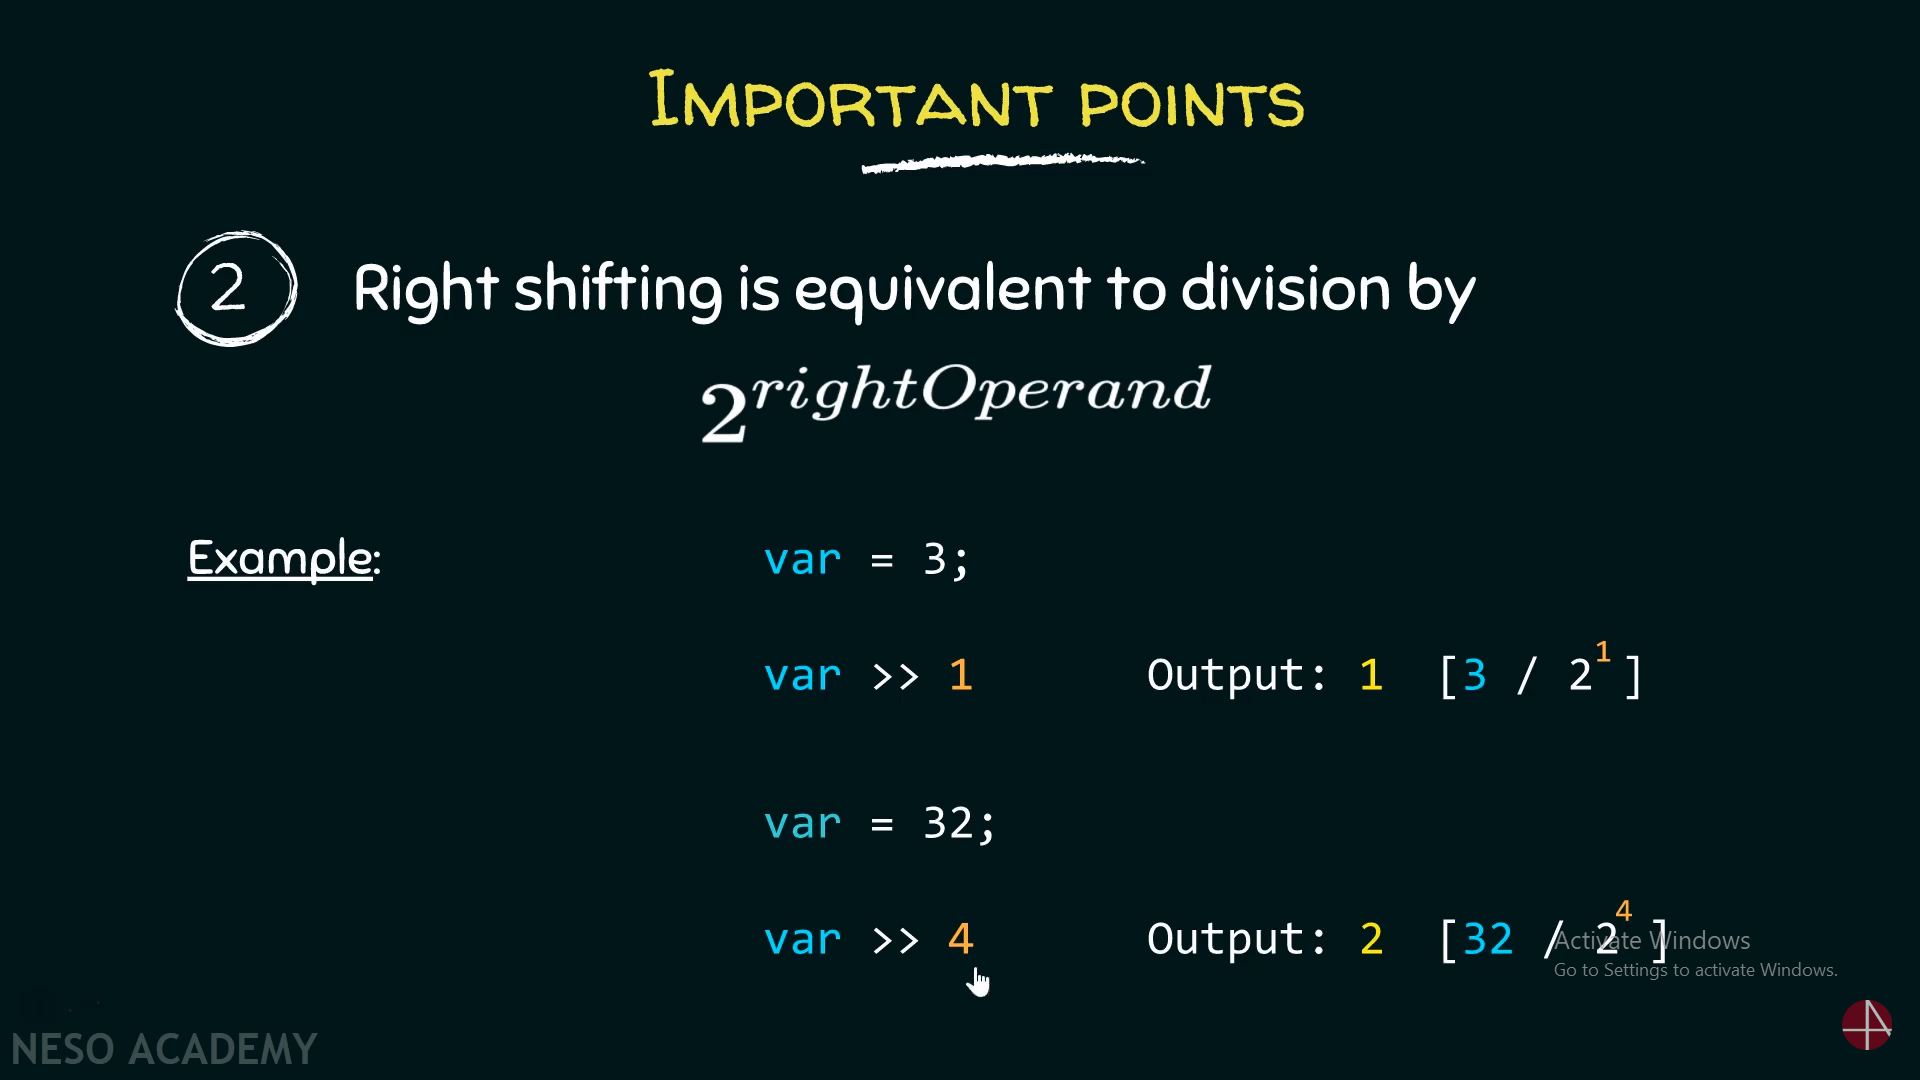 IMPORTANT POINTS
2 Right shifting is equivalent to division by
2^rightOperand
Example: var = 3;
var >> 1 Output: 1 [3 / 2^1]
var = 32;
var >> 4 Output: 2 [32 / 2^4]
Activate Windows
Go to Settings to activate Windows.
NESO ACADEMY